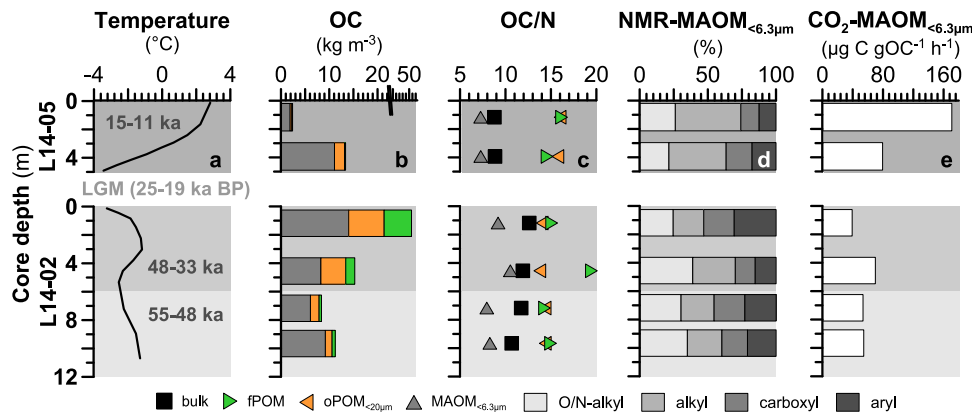 Temperature
(°C)
-4 0 4
OC
(kg m⁻³)
0 5 10 20 50
OC/N
5 10 15 20
NMR-MAOM<6.3µm
(%)
0 50 100
CO₂-MAOM<6.3µm
(µg C gOC⁻¹ h⁻¹)
0 80 160
Core depth (m)
L14-05
0
4
15-11 ka
a
b
c
d
e
LGM (25-19 ka BP)
L14-02
0
4
8
12
48-33 ka
55-48 ka
bulk fPOM oPOM<20µm MAOM<6.3µm O/N-alkyl alkyl carboxyl aryl